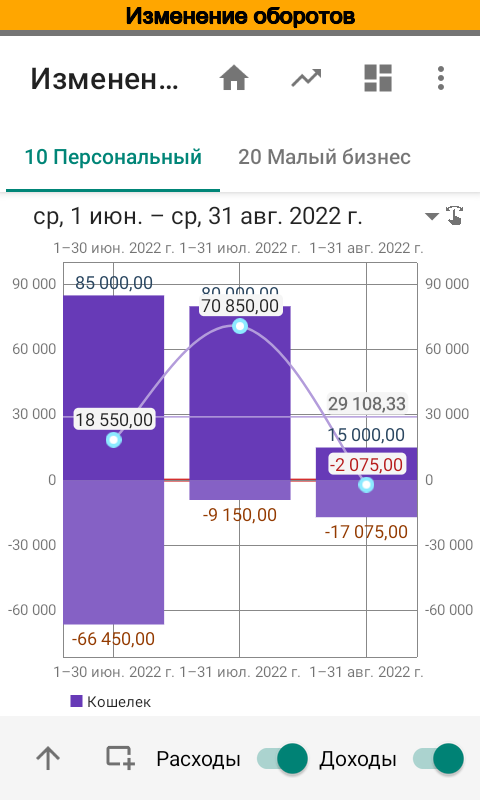 Изменение оборотов
Изменен...
10 Персональный 20 Малый бизнес
ср, 1 июн. – ср, 31 авг. 2022 г.
1–30 июн. 2022 г. 1–31 июл. 2022 г. 1–31 авг. 2022 г.
85 000,00
90 000 90 000
80 000,00
70 850,00
60 000 60 000
29 108,33
30 000 30 000
18 550,00
15 000,00
-2 075,00
0 0
-9 150,00
-17 075,00
-30 000 -30 000
-60 000 -60 000
-66 450,00
1–30 июн. 2022 г. 1–31 июл. 2022 г. 1–31 авг. 2022 г.
Кошелек
Расходы Доходы